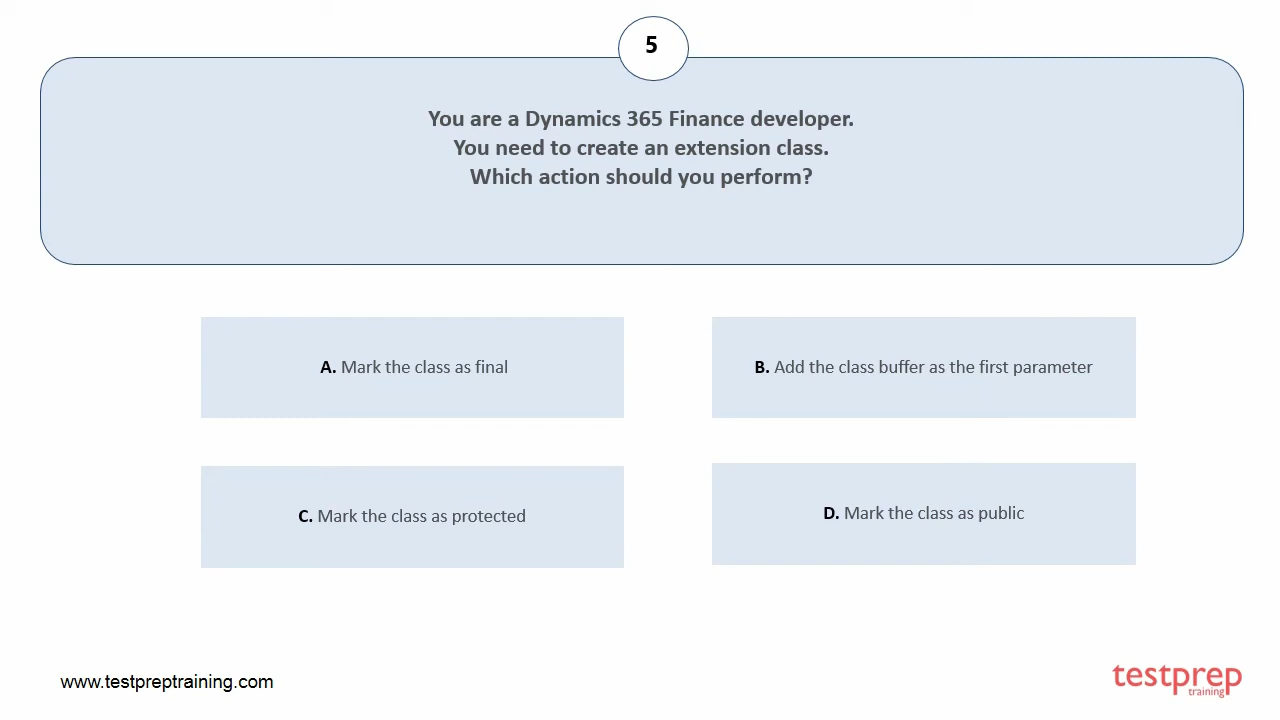 5
You are a Dynamics 365 Finance developer.
You need to create an extension class.
Which action should you perform?
A. Mark the class as final
B. Add the class buffer as the first parameter
C. Mark the class as protected
D. Mark the class as public
www.testpreptraining.com
testprep
training